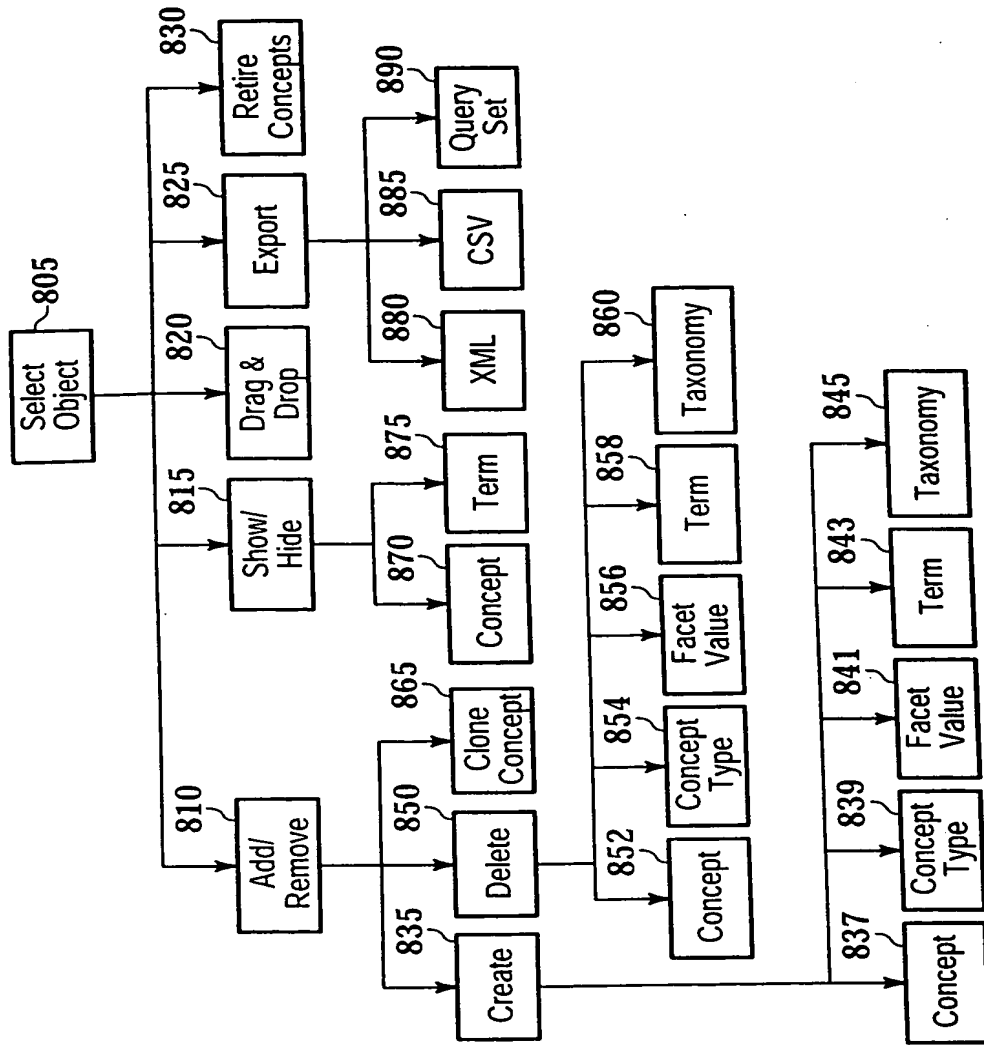 805
Select
Object
810
Add/
Remove
815
Show/
Hide
820
Drag &
Drop
825
Export
830
Retire
Concepts
835
Create
850
Delete
865
Clone
Concept
870
Concept
875
Term
880
XML
885
CSV
890
Query
Set
852
Concept
854
Concept
Type
856
Facet
Value
858
Term
860
Taxonomy
837
Concept
839
Concept
Type
841
Facet
Value
843
Term
845
Taxonomy